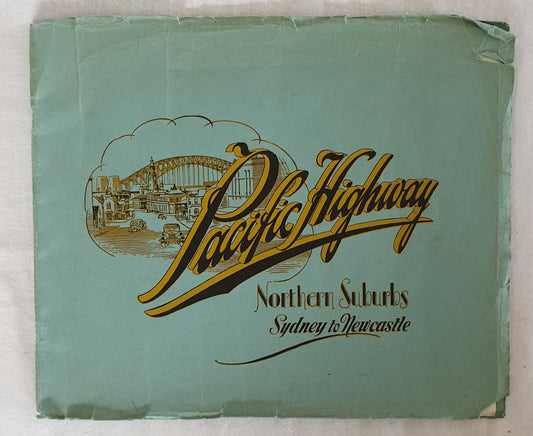 Pacific Highway
Northern Suburbs
Sydney to Newcastle